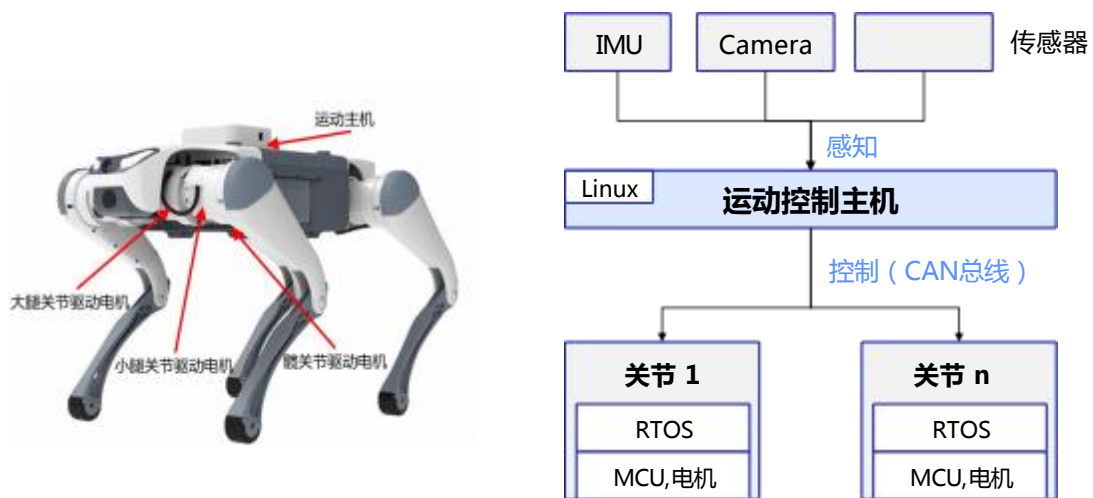 运动主机
大腿关节驱动电机
小腿关节驱动电机
髋关节驱动电机
IMU
Camera
传感器
感知
Linux
运动控制主机
控制（CAN总线）
关节 1
RTOS
MCU,电机
关节 n
RTOS
MCU,电机